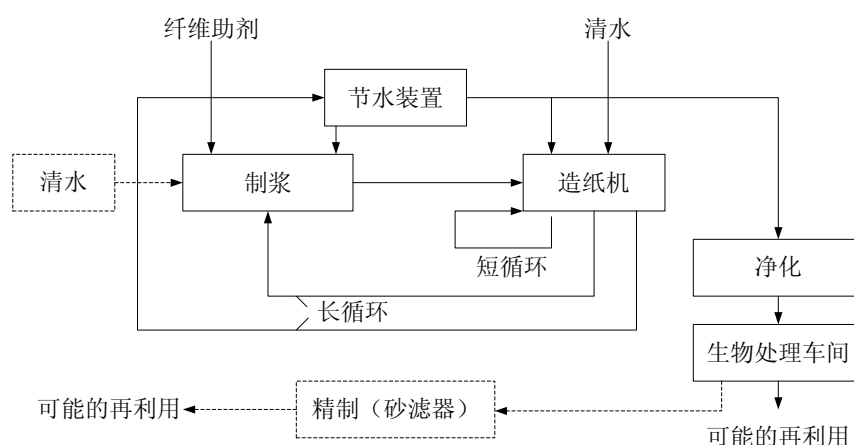 纤维助剂
清水
节水装置
清水
制浆
造纸机
短循环
净化
长循环
生物处理车间
可能的再利用
精制（砂滤器）
可能的再利用